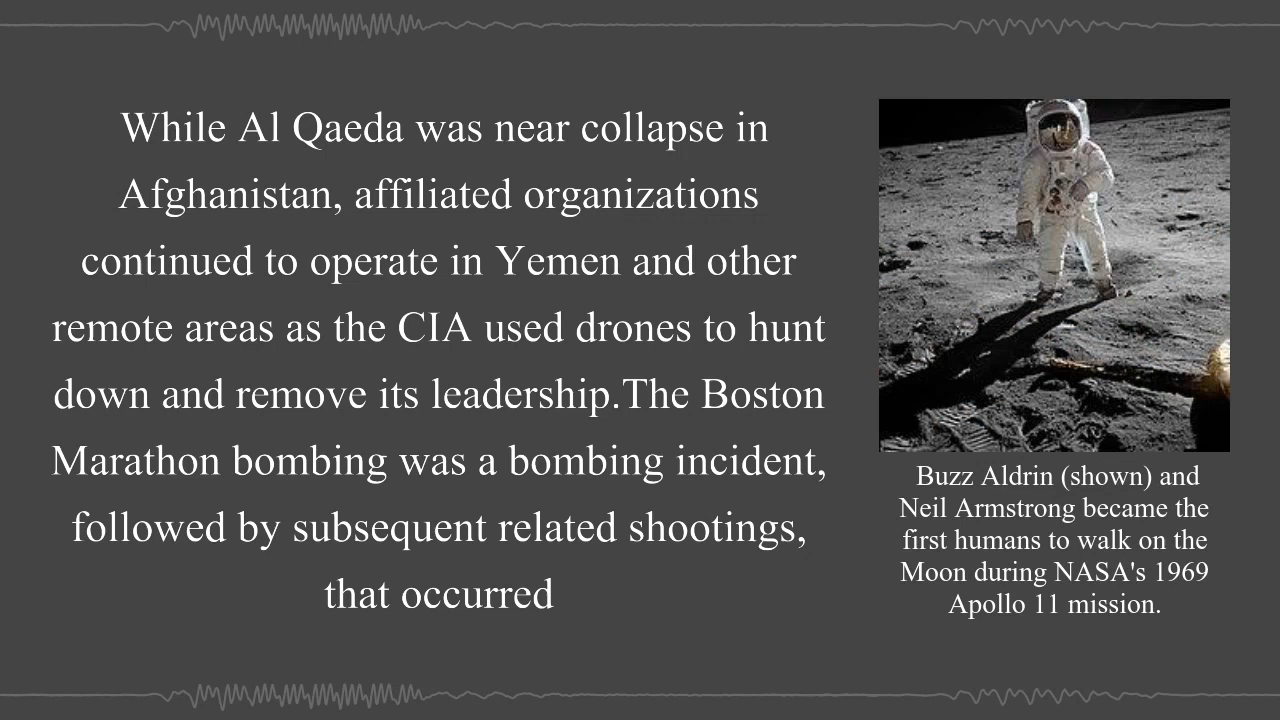 While Al Qaeda was near collapse in
Afghanistan, affiliated organizations
continued to operate in Yemen and other
remote areas as the CIA used drones to hunt
down and remove its leadership.The Boston
Marathon bombing was a bombing incident,
followed by subsequent related shootings,
that occurred
Buzz Aldrin (shown) and
Neil Armstrong became the
first humans to walk on the
Moon during NASA's 1969
Apollo 11 mission.